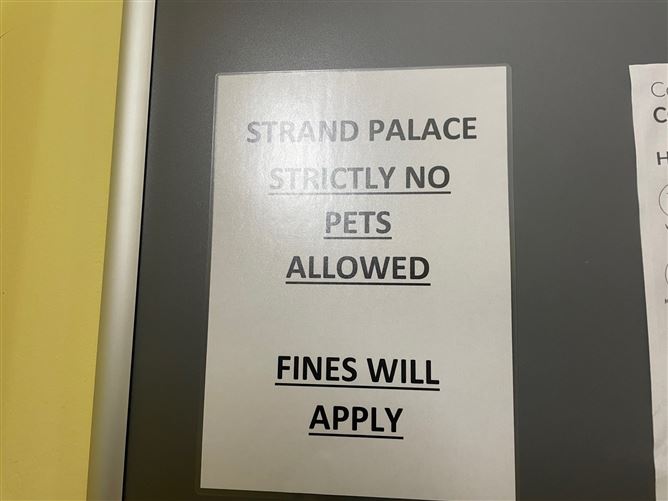 STRAND PALACE
STRICTLY NO
PETS
ALLOWED
FINES WILL
APPLY